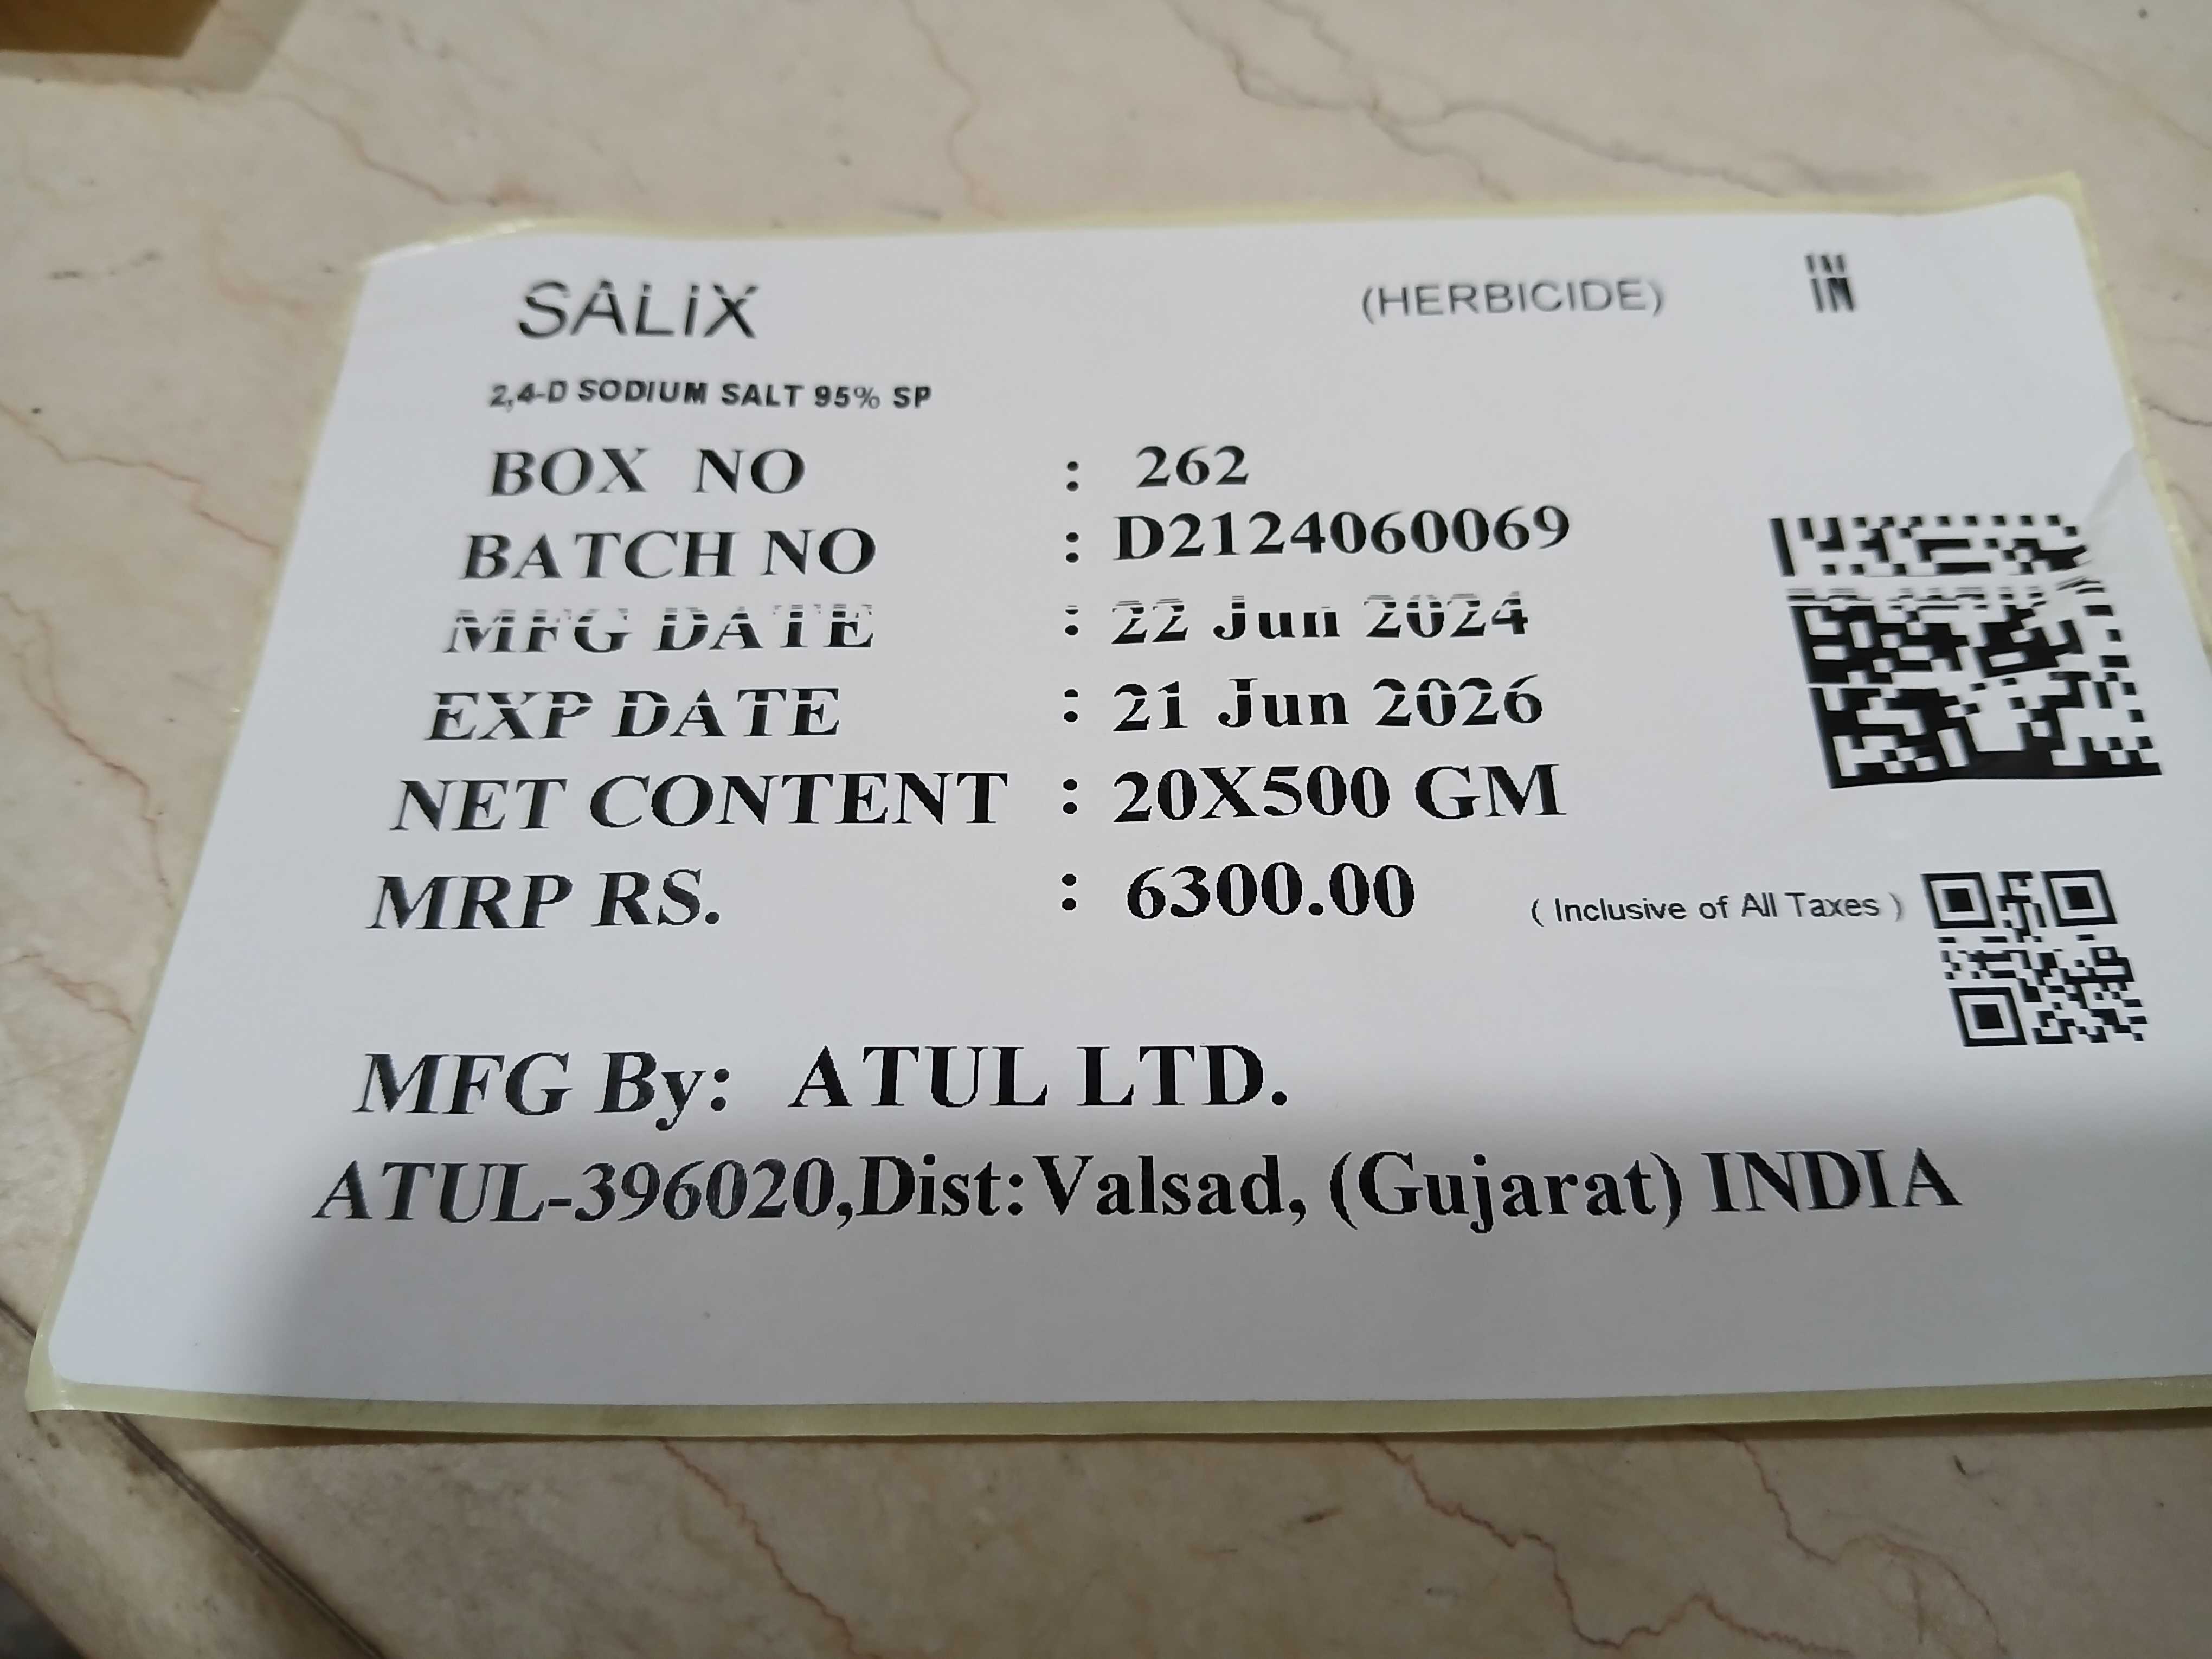 SALiX (HERBICIDE) IN
2,4-D SODIUM SALT 95% SP
BOX NO : 262
BATCH NO : D2124060069
MFG DATE : 22 Jun 2024
EXP DATE : 21 Jun 2026
NET CONTENT : 20X500 GM
MRP RS. : 6300.00 ( Inclusive of All Taxes )
MFG By: ATUL LTD.
ATUL-396020,Dist:Valsad, (Gujarat) INDIA